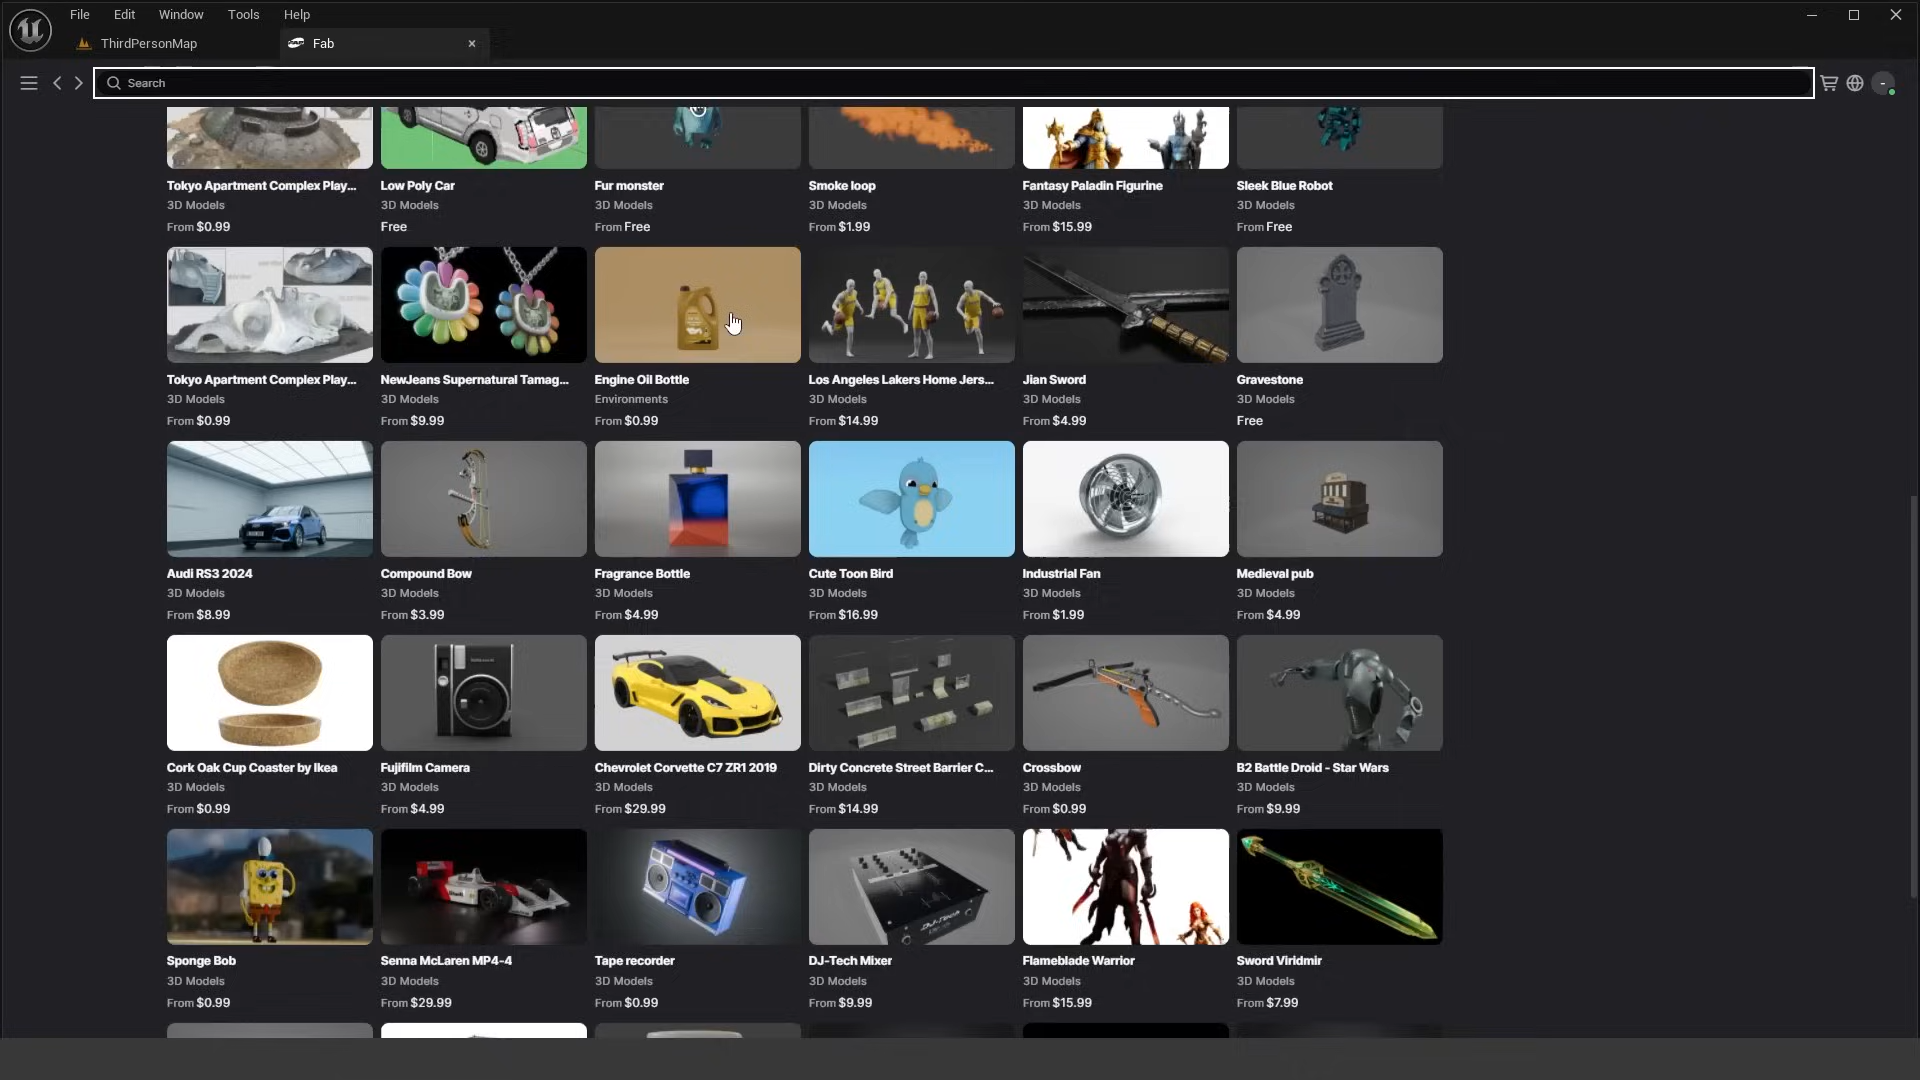 File Edit Window Tools Help
ThirdPersonMap Fab
Search
Tokyo Apartment Complex Play... Low Poly Car Fur monster Smoke loop Fantasy Paladin Figurine Sleek Blue Robot
3D Models 3D Models 3D Models 3D Models 3D Models 3D Models
From $0.99 Free From Free From $1.99 From $15.99 From Free
Tokyo Apartment Complex Play... NewJeans Supernatural Tamag... Engine Oil Bottle Los Angeles Lakers Home Jers... Jian Sword Gravestone
3D Models 3D Models Environments 3D Models 3D Models 3D Models
From $0.99 From $9.99 From $0.99 From $14.99 From $4.99 Free
Audi RS3 2024 Compound Bow Fragrance Bottle Cute Toon Bird Industrial Fan Medieval pub
3D Models 3D Models 3D Models 3D Models 3D Models 3D Models
From $8.99 From $3.99 From $4.99 From $16.99 From $1.99 From $4.99
Cork Oak Cup Coaster by Ikea Fujifilm Camera Chevrolet Corvette C7 ZR1 2019 Dirty Concrete Street Barrier C... Crossbow B2 Battle Droid - Star Wars
3D Models 3D Models 3D Models 3D Models 3D Models 3D Models
From $0.99 From $4.99 From $29.99 From $14.99 From $0.99 From $9.99
DJ-TECH
Sponge Bob Senna McLaren MP4-4 Tape recorder DJ-Tech Mixer Flameblade Warrior Sword Viridmir
3D Models 3D Models 3D Models 3D Models 3D Models 3D Models
From $0.99 From $29.99 From $0.99 From $9.99 From $15.99 From $7.99